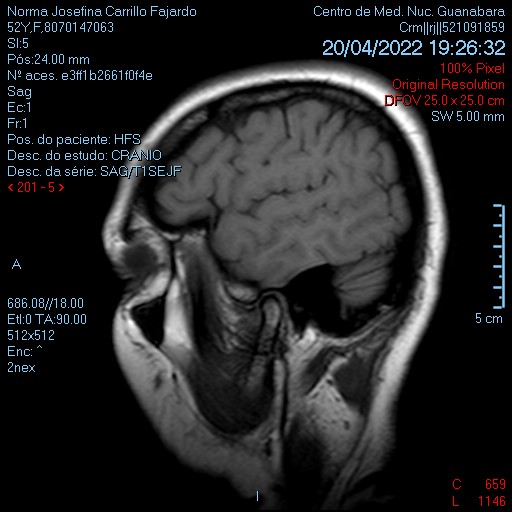 Norma Josefina Carrillo Fajardo
52Y,F,8070147063
Sl:5
Pós:24.00 mm
Nº aces. e3ff1b2661f0f4e
Sag
Ec:1
Fr:1
Pos. do paciente: HFS
Desc. do estudo: CRANIO
Desc. da série: SAG/T1SEJF
< 201 - 5 >
Centro de Med. Nuc. Guanabara
Crm||rj||521091859
20/04/2022 19:26:32
100% Pixel
Original Resolution
DFOV 25.0 x 25.0 cm
SW 5.00 mm
A
686.08//18.00
Etl:0 TA:90.00
512x512
Enc: ^
2nex
5 cm
I
C 659
L 1146